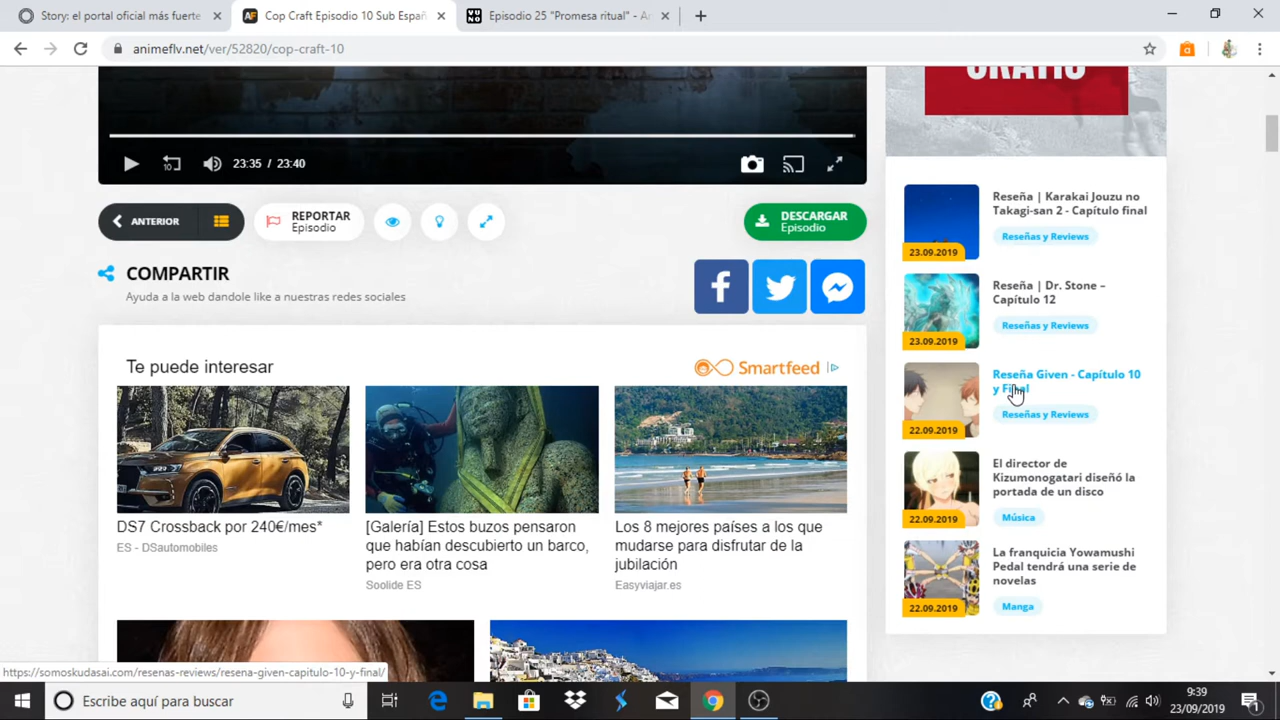 Story: el portal oficial más fuerte
Cop Craft Episodio 10 Sub Españ
Episodio 25 "Promesa ritual" - A
animeflv.net/ver/52820/cop-craft-10
GRATIS
23:35 / 23:40
ANTERIOR
REPORTAR
Episodio
DESCARGAR
Episodio
COMPARTIR
Ayuda a la web dandole like a nuestras redes sociales
Te puede interesar
Smartfeed
DS7 Crossback por 240€/mes*
ES - DSautomobiles
[Galería] Estos buzos pensaron
que habían descubierto un barco,
pero era otra cosa
Soolide ES
Los 8 mejores países a los que
mudarse para disfrutar de la
jubilación
Easyviajar.es
Reseña | Karakai Jouzu no
Takagi-san 2 - Capítulo final
Reseñas y Reviews
23.09.2019
Reseña | Dr. Stone –
Capítulo 12
Reseñas y Reviews
23.09.2019
Reseña Given - Capítulo 10
y Final
Reseñas y Reviews
22.09.2019
El director de
Kizumonogatari diseñó la
portada de un disco
Música
22.09.2019
La franquicia Yowamushi
Pedal tendrá una serie de
novelas
Manga
22.09.2019
https://somoskudasai.com/resenas-reviews/resena-given-capitulo-10-y-final/
Escribe aquí para buscar
9:39
23/09/2019